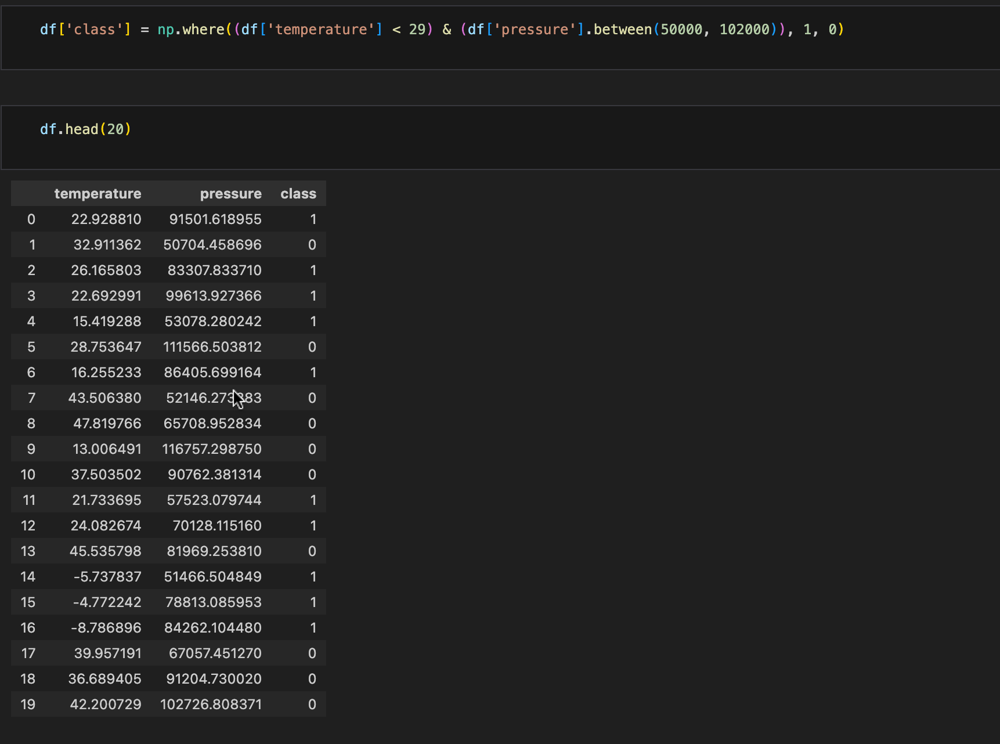 df['class'] = np.where((df['temperature'] < 29) & (df['pressure'].between(50000, 102000)), 1, 0)
df.head(20)
temperature pressure class
0 22.928810 91501.618955 1
1 32.911362 50704.458696 0
2 26.165803 83307.833710 1
3 22.692991 99613.927366 1
4 15.419288 53078.280242 1
5 28.753647 111566.503812 0
6 16.255233 86405.699164 1
7 43.506380 0
8 47.819766 65708.952834 0
9 13.006491 116757.298750 0
10 37.503502 90762.381314 0
11 21.733695 57523.079744 1
12 24.082674 70128.115160 1
13 45.535798 81969.253810 0
14 -5.737837 51466.504849 1
15 -4.772242 78813.085953 1
16 -8.786896 84262.104480 1
17 39.957191 67057.451270 0
18 36.689405 91204.730020 0
19 42.200729 102726.808371 0